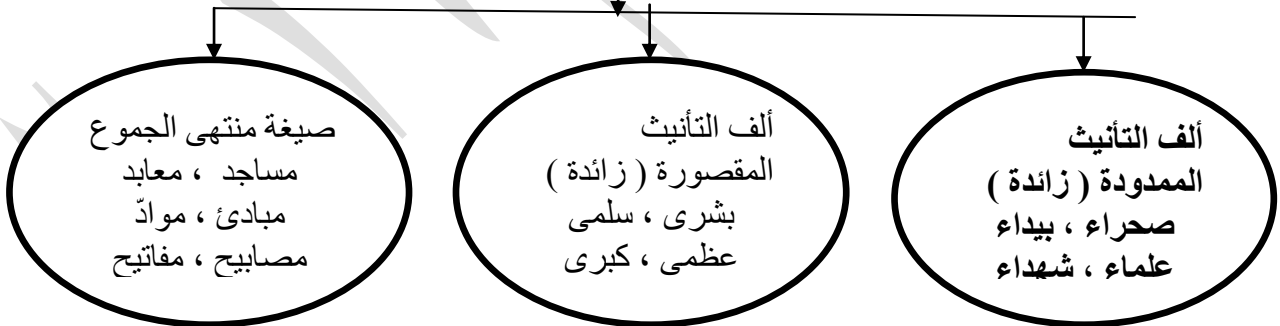 ألف التأنيث
الممدودة ( زائدة )
صحراء ، بيداء
علماء ، شهداء
ألف التأنيث
المقصورة ( زائدة )
بشرى ، سلمى
عظمى ، كبرى
صيغة منتهى الجموع
مساجد ، معابد
مبادئ ، موادّ
مصابيح ، مفاتيح